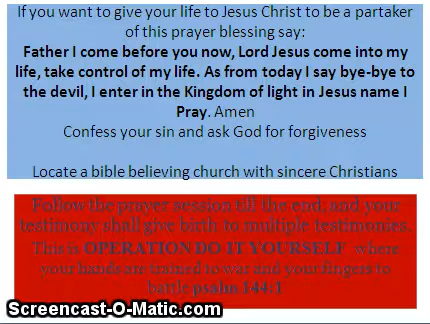 If you want to give your life to Jesus Christ to be a partaker
of this prayer blessing say:
Father I come before you now, Lord Jesus come into my
life, take control of my life. As from today I say bye-bye to
the devil, I enter in the Kingdom of light in Jesus name I
Pray. Amen
Confess your sin and ask God for forgiveness
Locate a bible believing church with sincere Christians
Follow the prayer session till the end; and your
testimony shall give birth to multiple testimonies.
This is OPERATION DO IT YOURSELF where
your hands are trained to war and your fingers to
battle psalm 144:1
Screencast-O-Matic.com